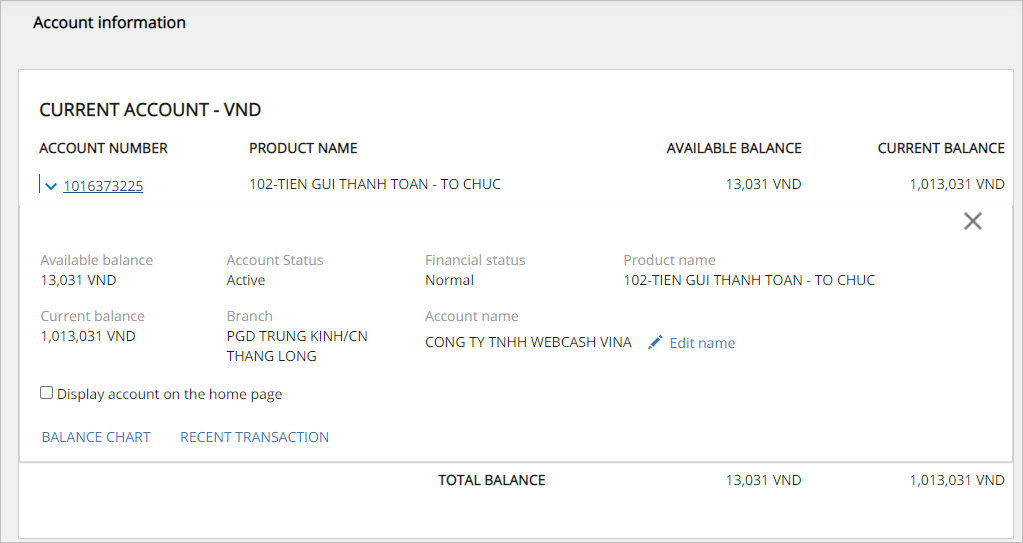 Account information
CURRENT ACCOUNT - VND
ACCOUNT NUMBER PRODUCT NAME AVAILABLE BALANCE CURRENT BALANCE
1016373225 102-TIEN GUI THANH TOAN - TO CHUC 13,031 VND 1,013,031 VND
Available balance Account Status Financial status Product name
13,031 VND Active Normal 102-TIEN GUI THANH TOAN - TO CHUC
Current balance Branch Account name
1,013,031 VND PGD TRUNG KINH/CN CONG TY TNHH WEBCASH VINA Edit name
THANG LONG
Display account on the home page
BALANCE CHART RECENT TRANSACTION
TOTAL BALANCE 13,031 VND 1,013,031 VND